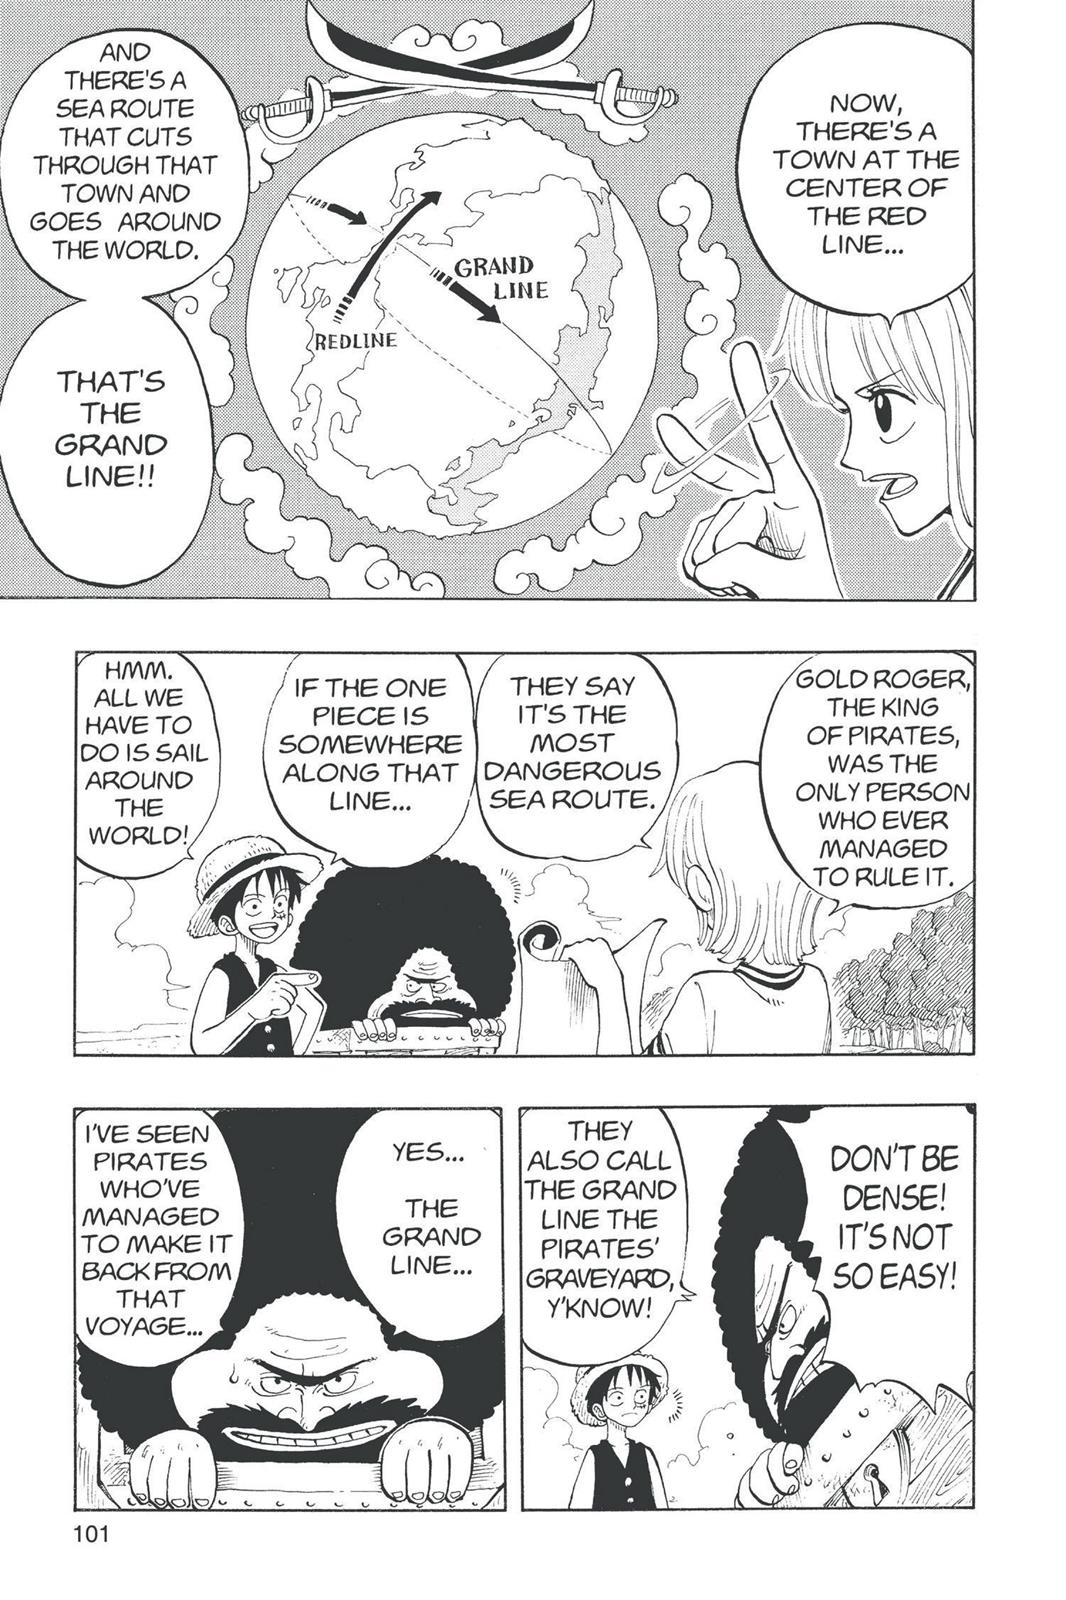 NOW,
THERE'S A
TOWN AT THE
CENTER OF
THE RED
LINE...
AND
THERE'S A
SEA ROUTE
THAT CUTS
THROUGH THAT
TOWN AND
GOES AROUND
THE WORLD.
GRAND
LINE
REDLINE
THAT'S
THE
GRAND
LINE!!
GOLD ROGER,
THE KING
OF PIRATES,
WAS THE
ONLY PERSON
WHO EVER
MANAGED
TO RULE IT.
THEY SAY
IT'S THE
MOST
DANGEROUS
SEA ROUTE.
IF THE ONE
PIECE IS
SOMEWHERE
ALONG THAT
LINE...
HMM.
ALL WE
HAVE TO
DO IS SAIL
AROUND
THE
WORLD!
DON'T BE
DENSE!
IT'S NOT
SO EASY!
THEY
ALSO CALL
THE GRAND
LINE THE
PIRATES'
GRAVEYARD,
Y'KNOW!
YES...
THE
GRAND
LINE...
I'VE SEEN
PIRATES
WHO'VE
MANAGED
TO MAKE IT
BACK FROM
THAT
VOYAGE...
101